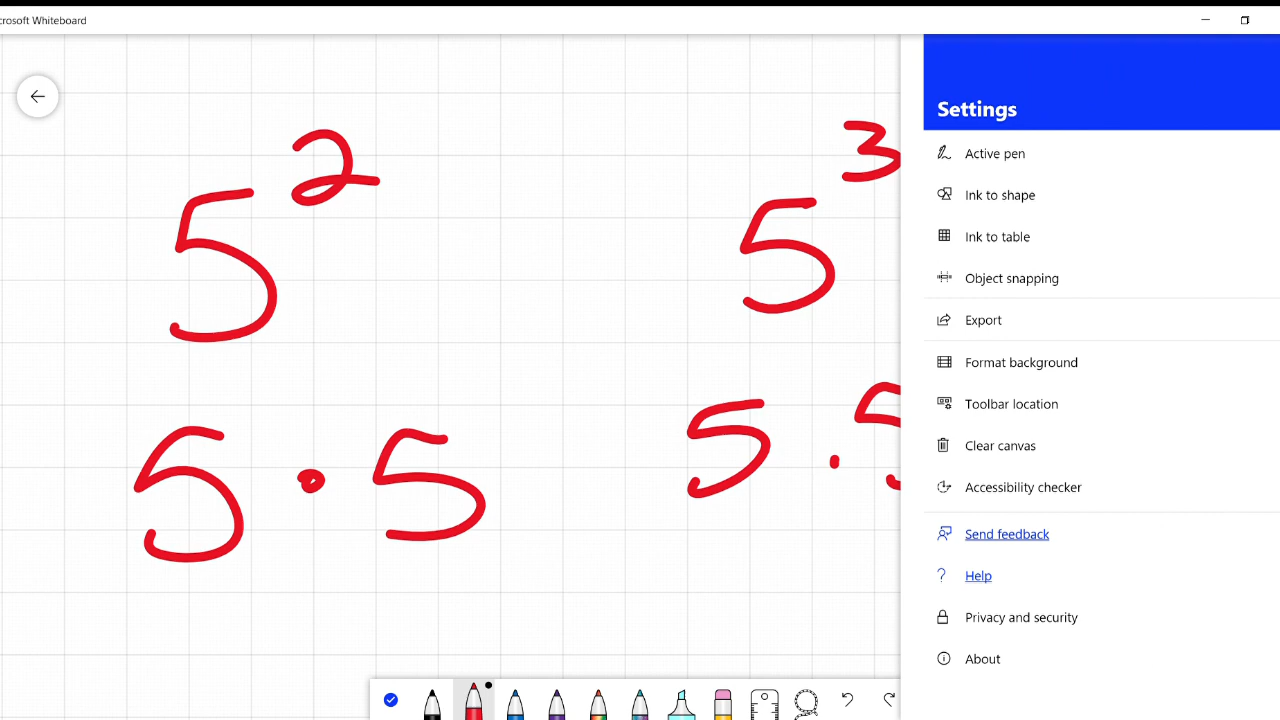 crosoft Whiteboard
5² 5³
5 · 5 5 · 5
Settings
Active pen
Ink to shape
Ink to table
Object snapping
Export
Format background
Toolbar location
Clear canvas
Accessibility checker
Send feedback
Help
Privacy and security
About